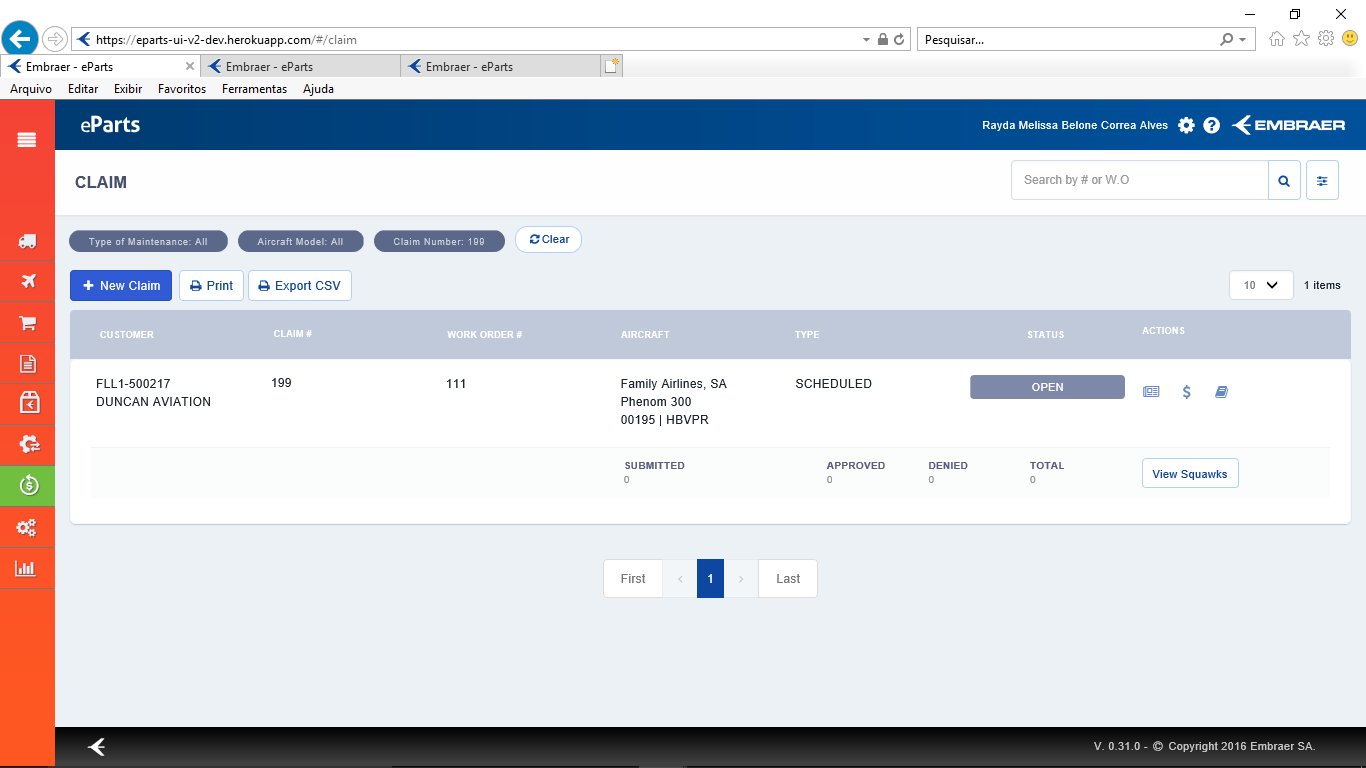 https://eparts-ui-v2-dev.herokuapp.com/#/claim
Pesquisar...
Embraer - eParts
Embraer - eParts
Embraer - eParts
Arquivo Editar Exibir Favoritos Ferramentas Ajuda
eParts
Rayda Melissa Belone Correa Alves
EMBRAER
CLAIM
Search by # or W.O
Type of Maintenance: All
Aircraft Model: All
Claim Number: 199
Clear
+ New Claim
Print
Export CSV
10
1 items
CUSTOMER CLAIM # WORK ORDER # AIRCRAFT TYPE STATUS ACTIONS
FLL1-500217 199 111 Family Airlines, SA SCHEDULED OPEN
DUNCAN AVIATION Phenom 300
00195 | HBVPR
SUBMITTED APPROVED DENIED TOTAL
0 0 0 0
View Squawks
First ‹ 1 › Last
V. 0.31.0 - © Copyright 2016 Embraer SA.